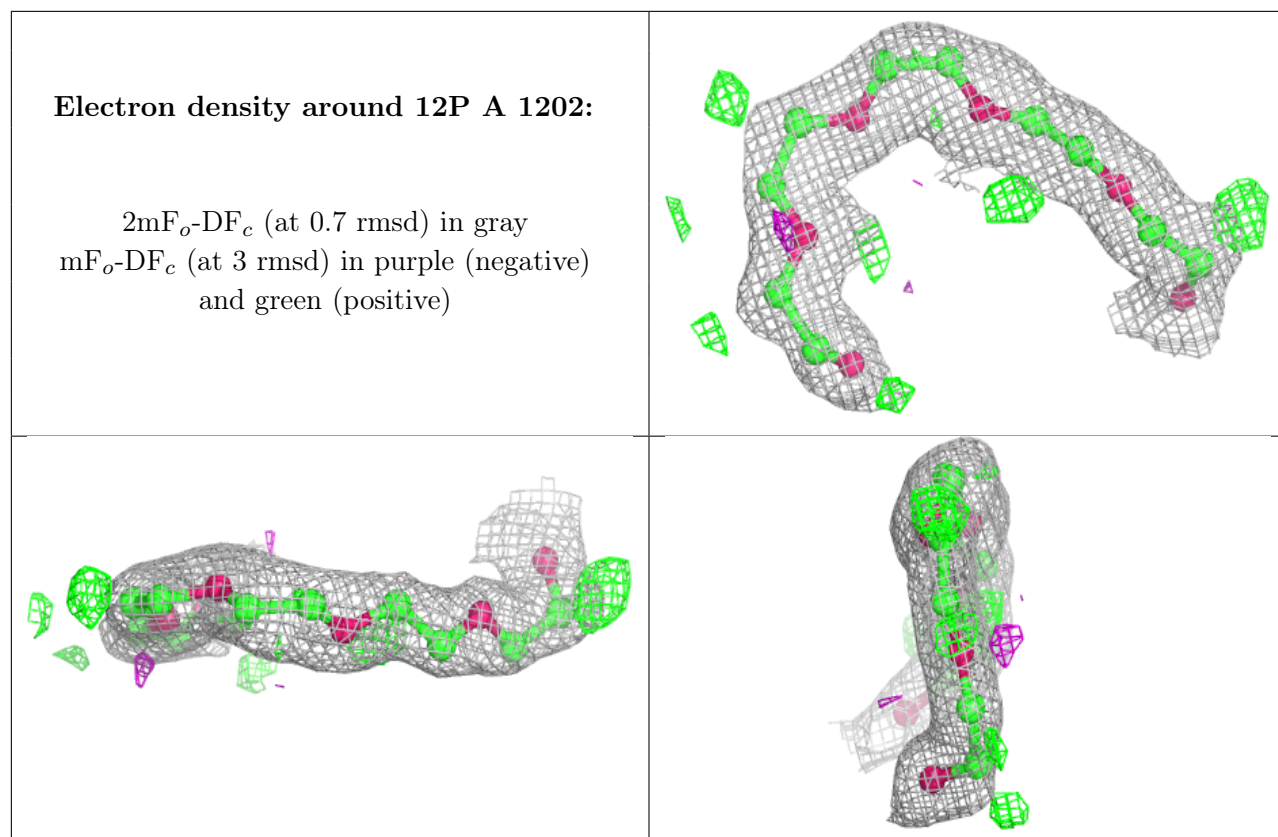 Electron density around 12P A 1202:
2mFₒ-DF𝒸 (at 0.7 rmsd) in gray
mFₒ-DF𝒸 (at 3 rmsd) in purple (negative)
and green (positive)